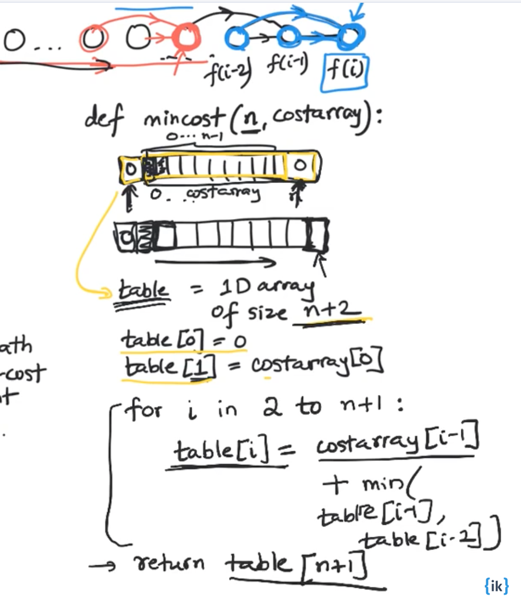 f(i-2) f(i-1) f(i)
def mincost(n, costarray):
0...n-1
0 0
0... costarray
0
table = 1D array
of size n+2
table[0] = 0
table[1] = costarray[0]
ath
-cost
t
.
for i in 2 to n+1 :
table[i] = costarray[i-1]
+ min(
table[i-1],
table[i-2])
→ return table[n+1]
{ik}